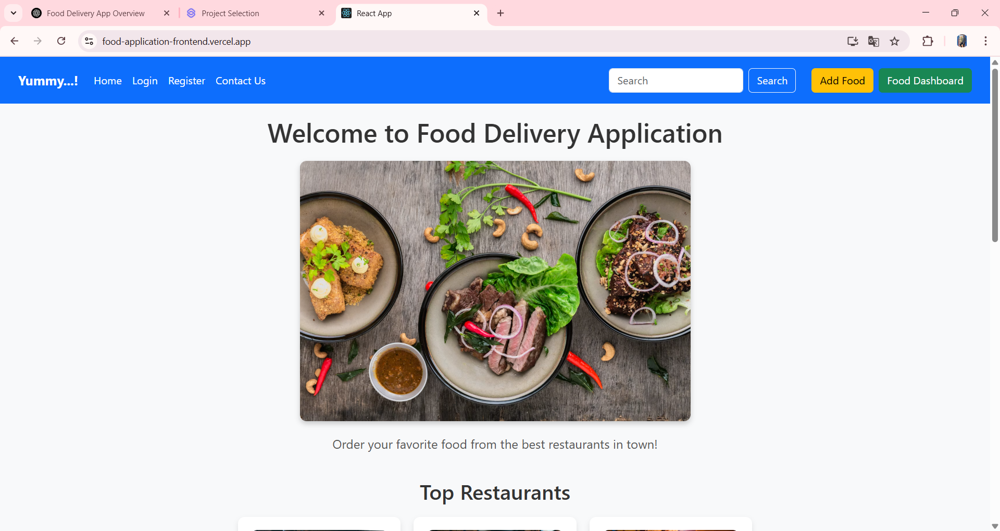 Food Delivery App Overview
Project Selection
React App
food-application-frontend.vercel.app
Yummy...! Home Login Register Contact Us Search Search Add Food Food Dashboard
Welcome to Food Delivery Application
Order your favorite food from the best restaurants in town!
Top Restaurants